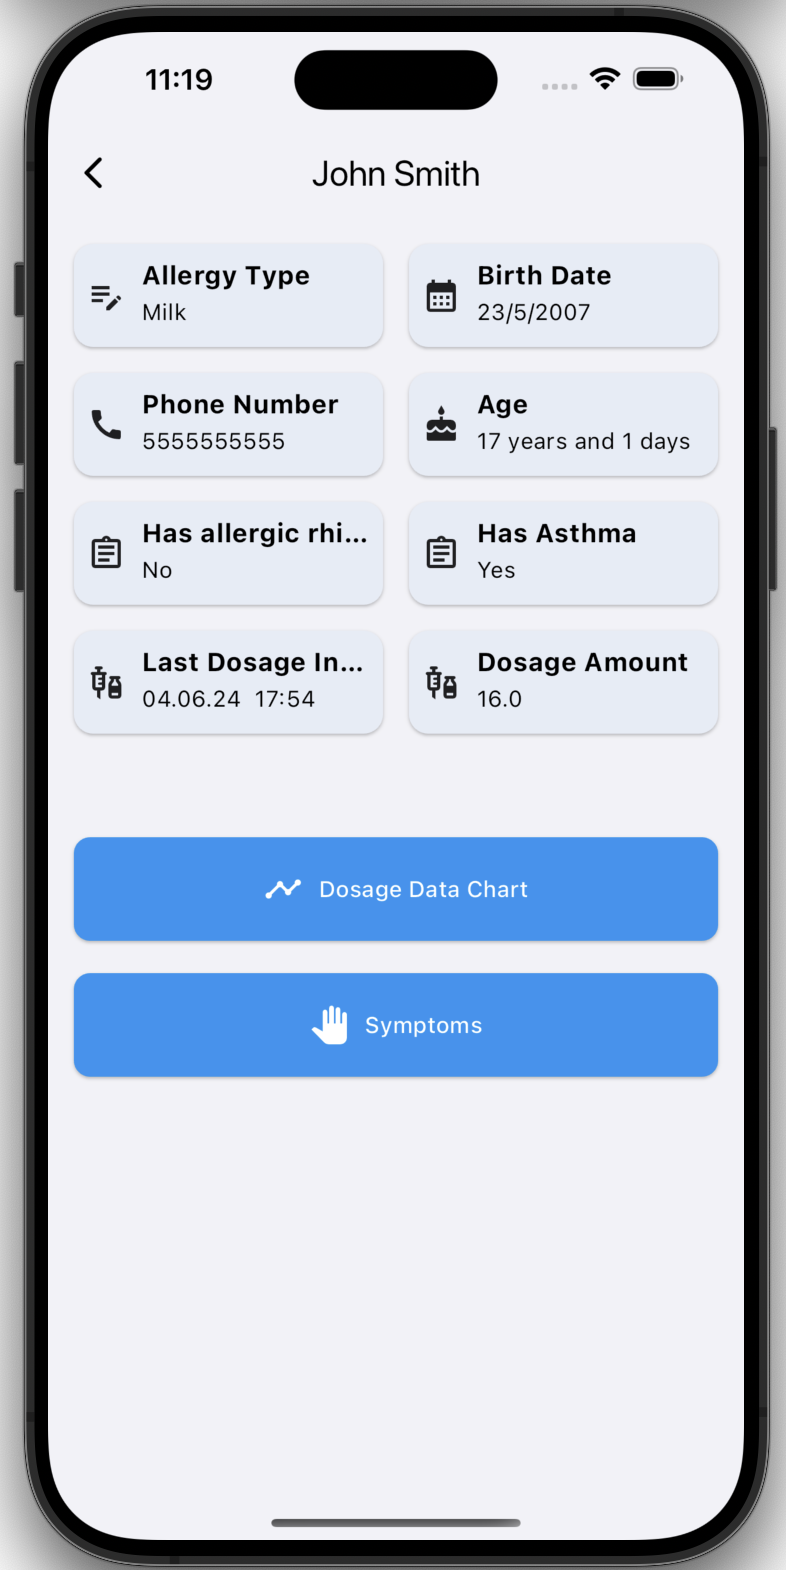 11:19
John Smith
Allergy Type
Milk
Birth Date
23/5/2007
Phone Number
5555555555
Age
17 years and 1 days
Has allergic rhi...
No
Has Asthma
Yes
Last Dosage In...
04.06.24 17:54
Dosage Amount
16.0
Dosage Data Chart
Symptoms